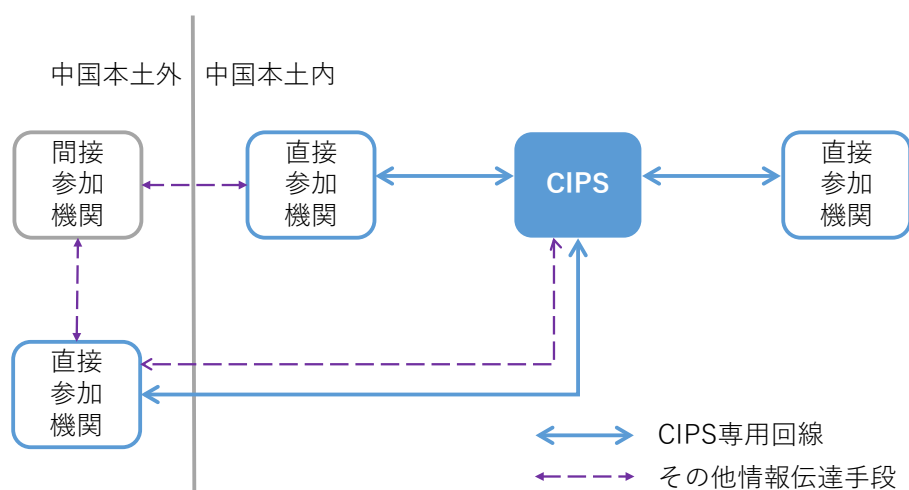 中国本土外
中国本土内
間接
参加
機関
直接
参加
機関
CIPS
直接
参加
機関
直接
参加
機関
CIPS専用回線
その他情報伝達手段